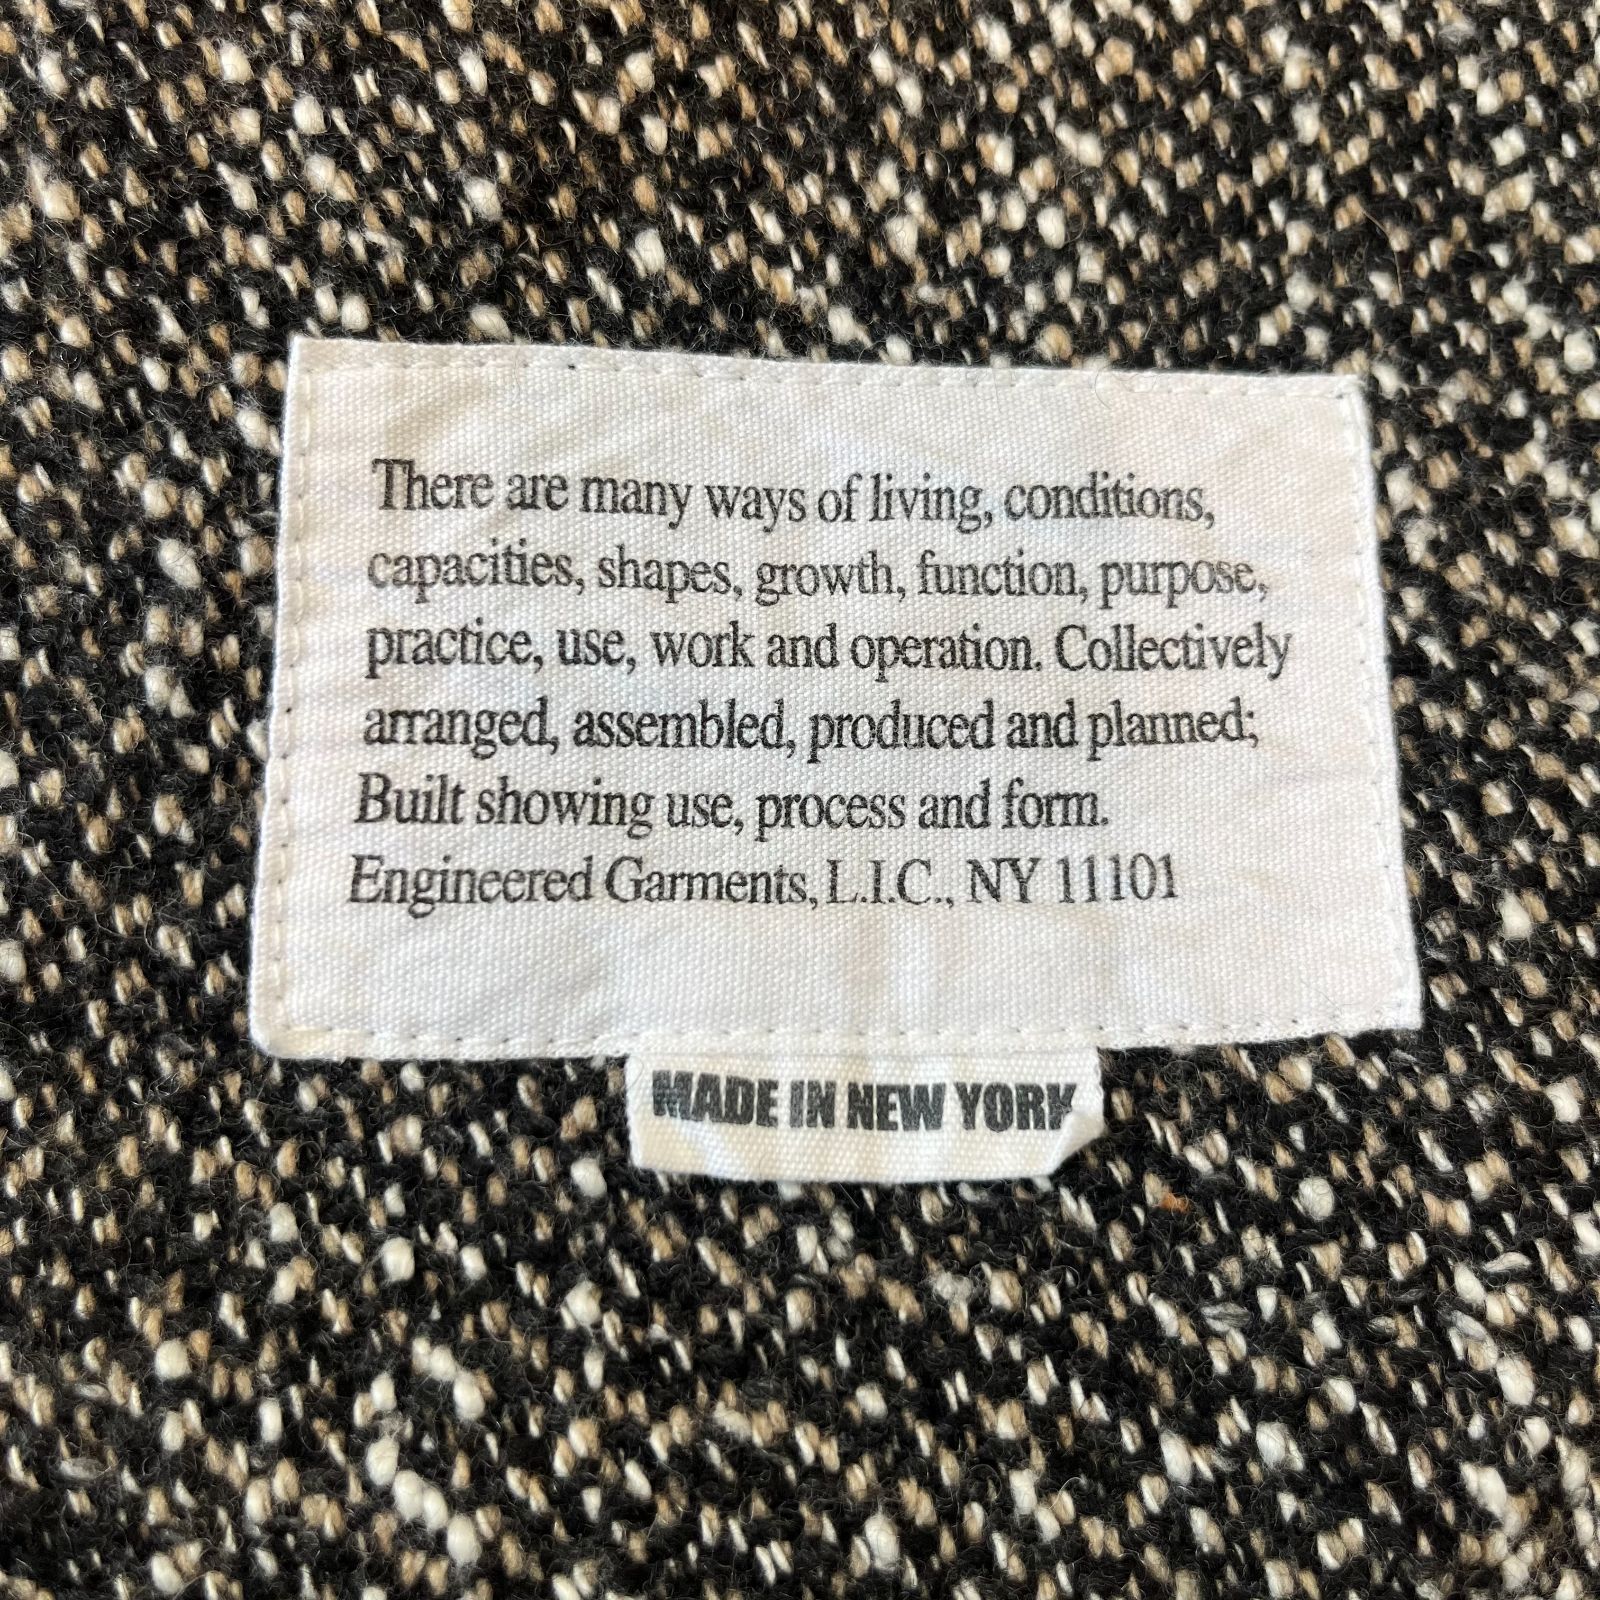 There are many ways of living, conditions,
capacities, shapes, growth, function, purpose,
practice, use, work and operation. Collectively
arranged, assembled, produced and planned;
Built showing use, process and form.
Engineered Garments, L.I.C., NY 11101
MADE IN NEW YORK